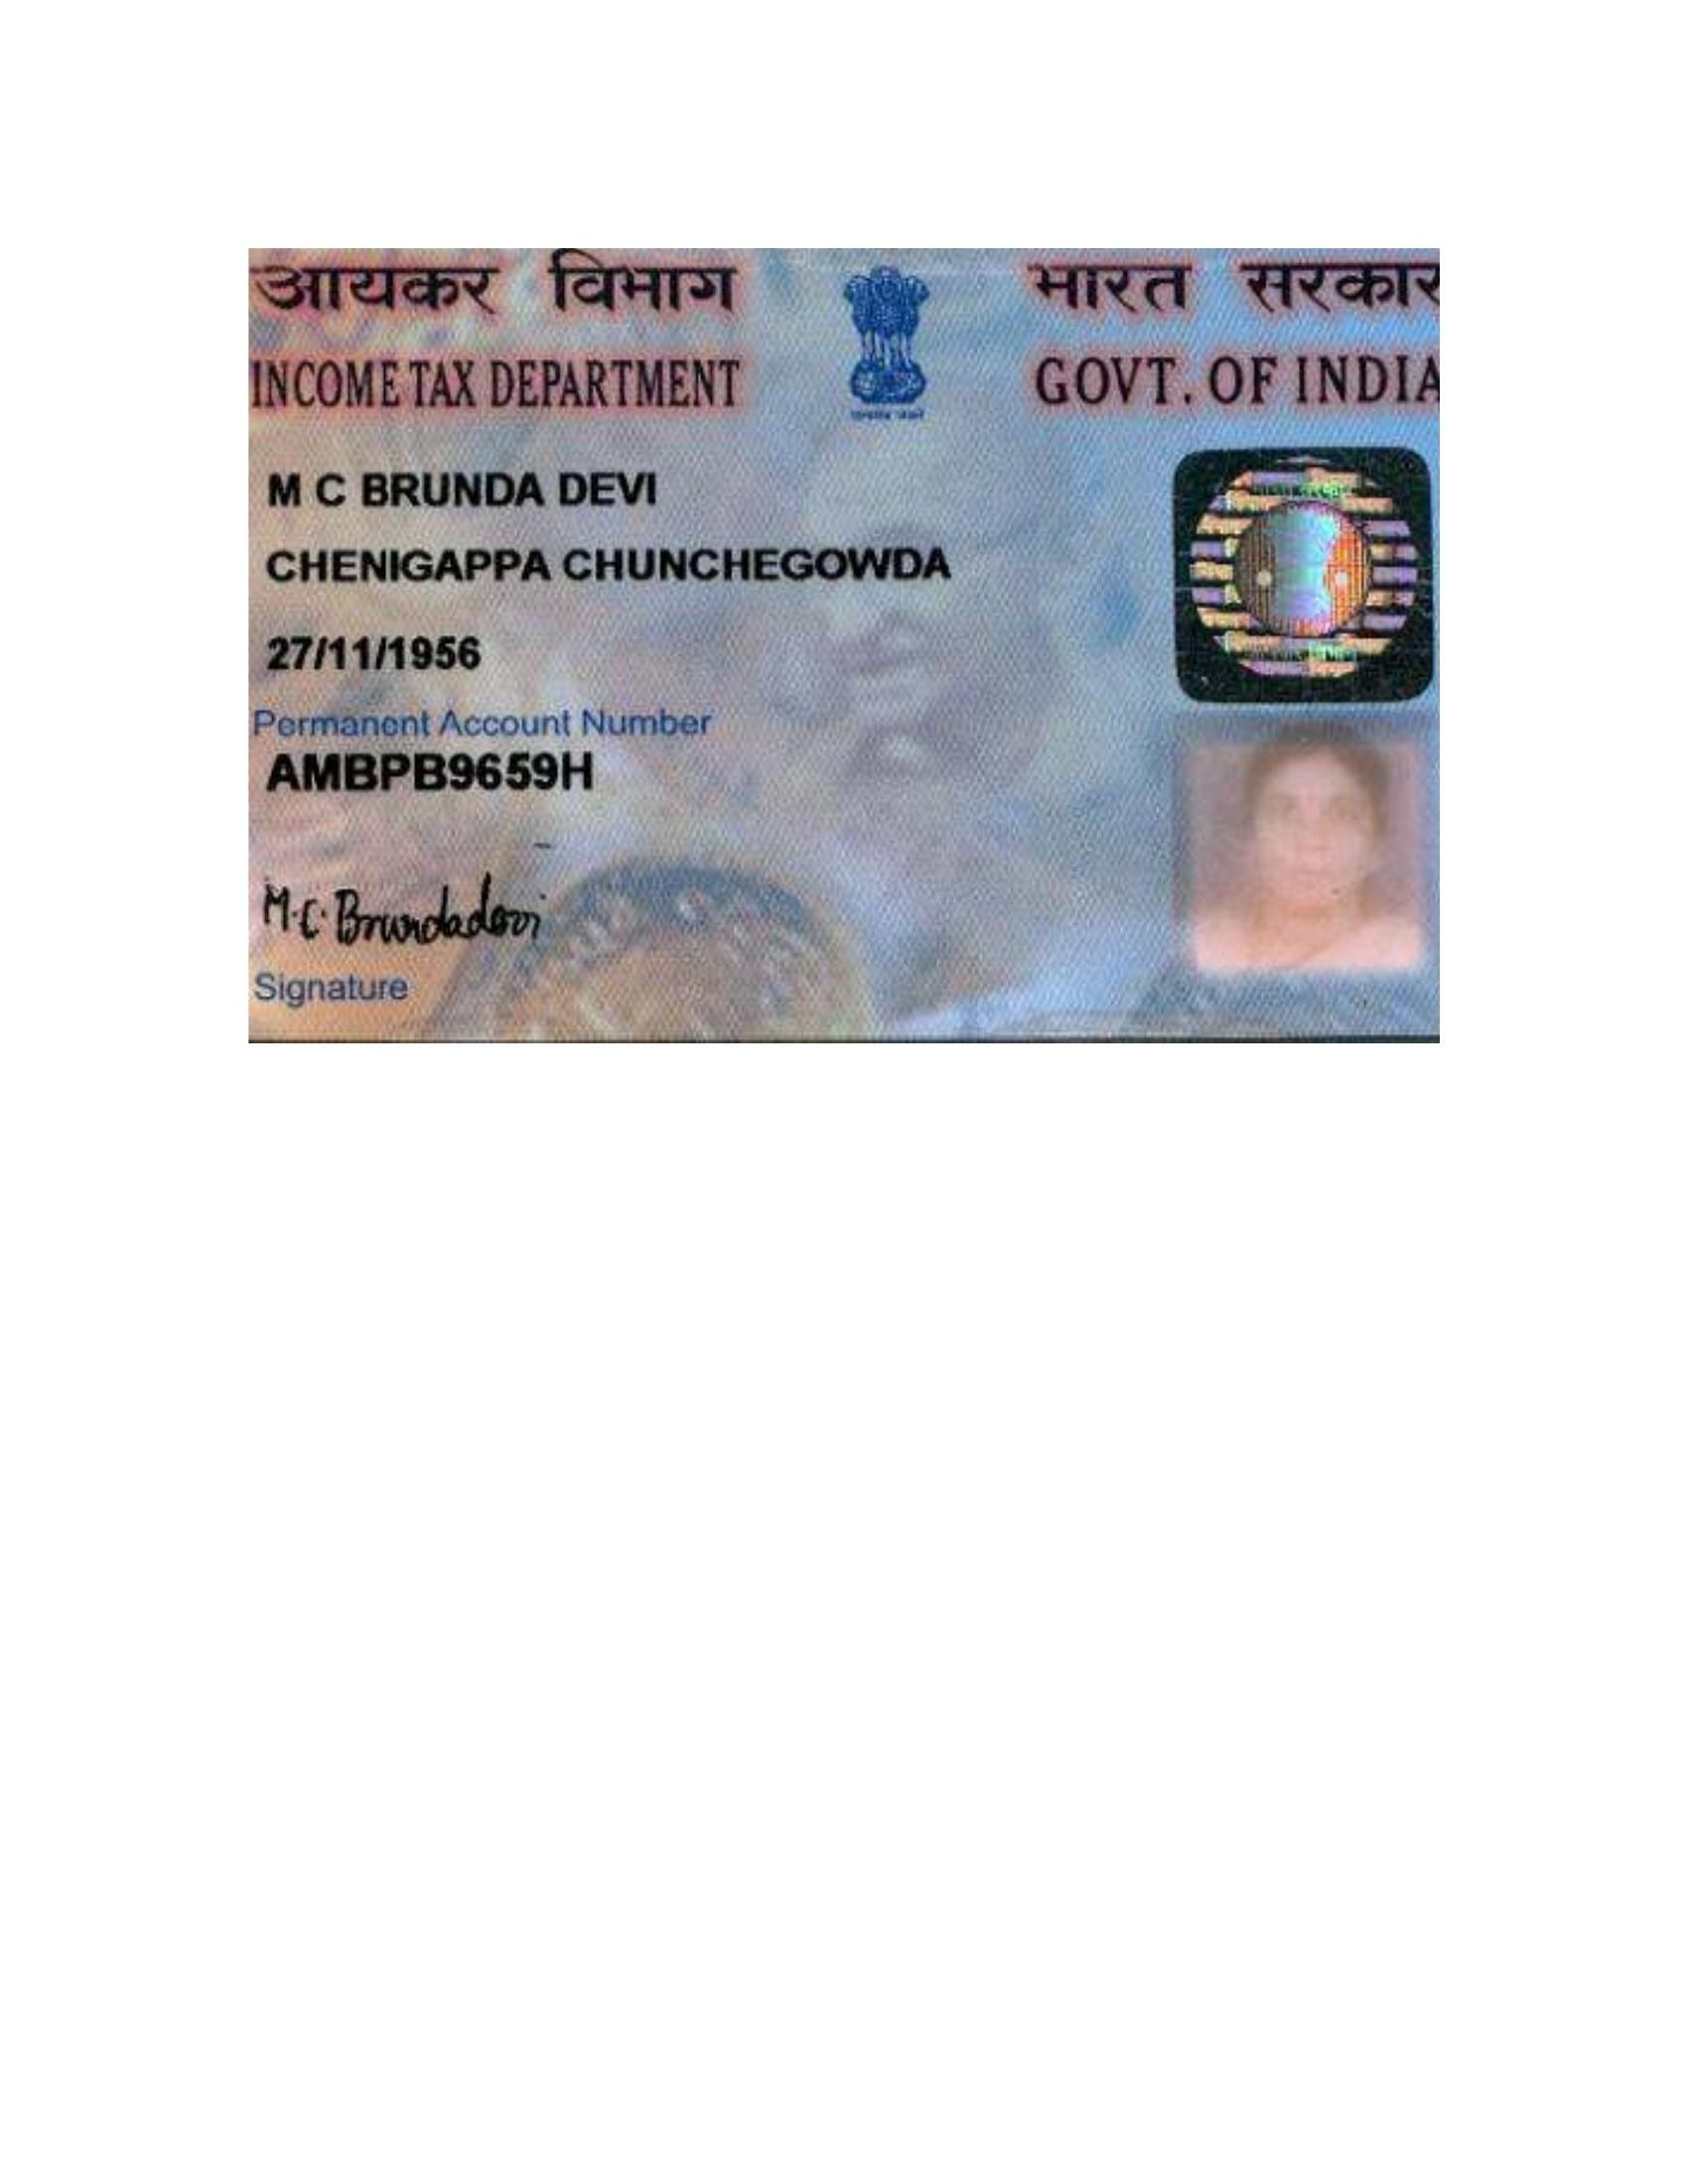 आयकर विभाग
भारत सरकार
INCOME TAX DEPARTMENT
GOVT. OF INDIA
M C BRUNDA DEVI
CHENIGAPPA CHUNCHEGOWDA
27/11/1956
Permanent Account Number
AMBPB9659H
M.C. Brundadevi
Signature